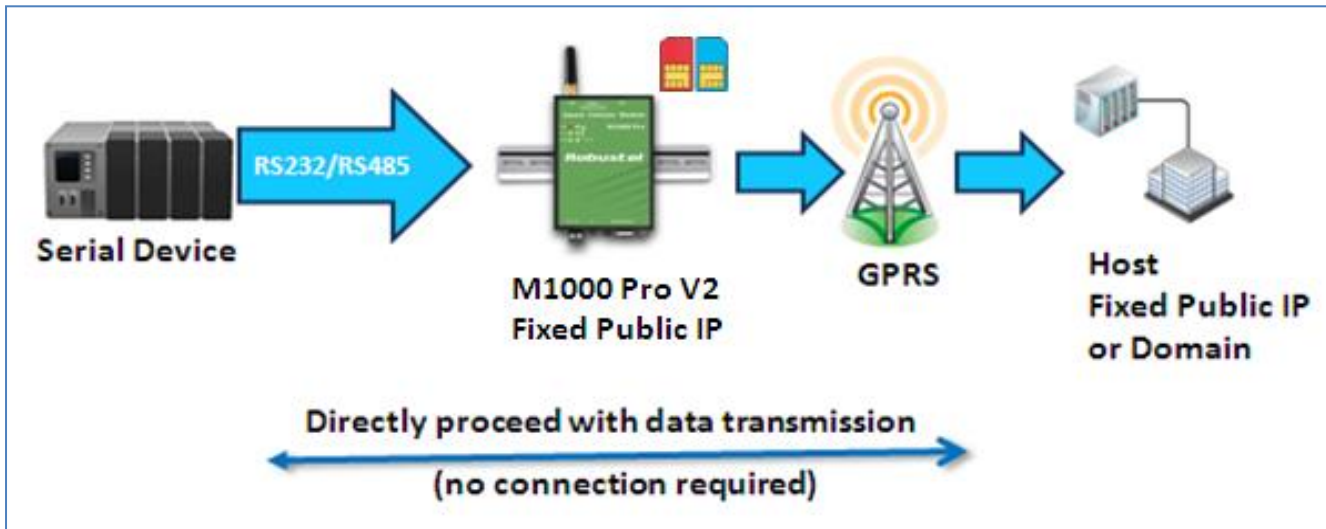 RS232/RS485
Robustel
Serial Device
M1000 Pro V2
Fixed Public IP
GPRS
Host
Fixed Public IP
or Domain
Directly proceed with data transmission
(no connection required)